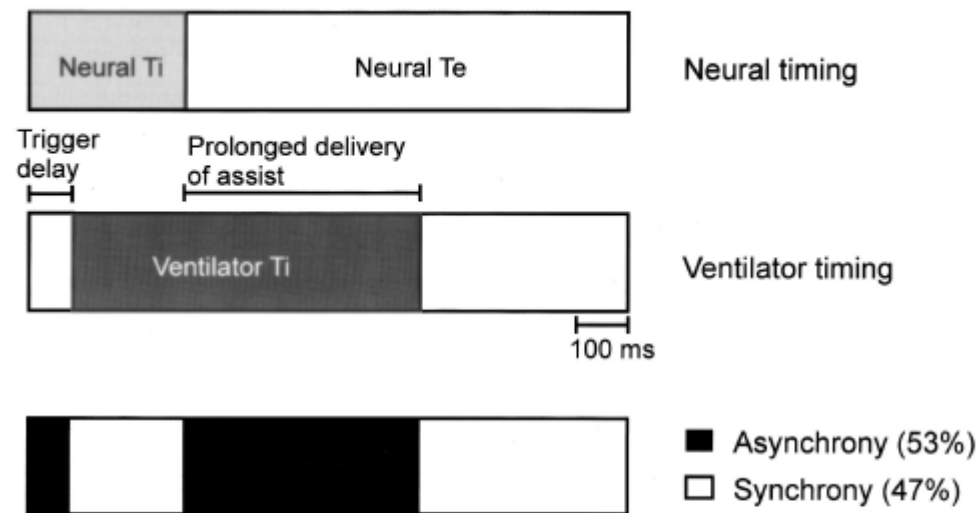 Neural Ti
Neural Te
Neural timing
Trigger
delay
Prolonged delivery
of assist
Ventilator Ti
Ventilator timing
100 ms
Asynchrony (53%)
Synchrony (47%)